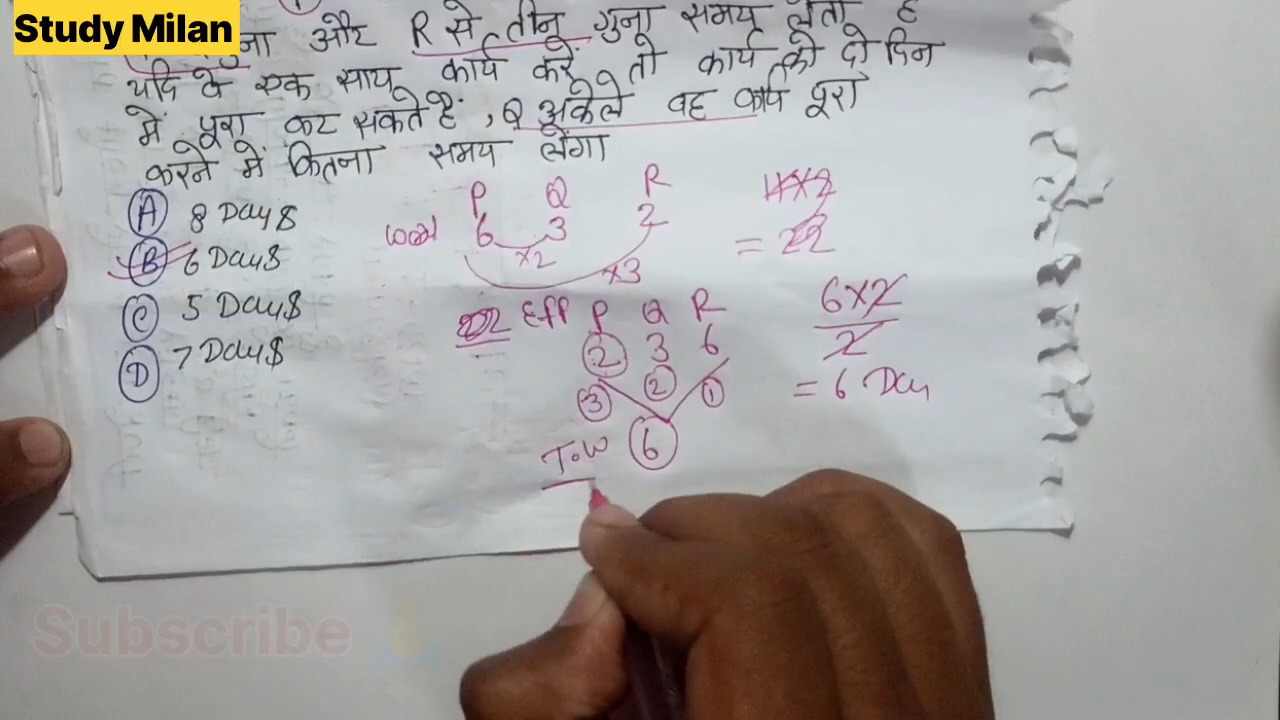 Study Milan
और R से तीन गुना समय लेता है
यदि वे एक साथ कार्य करें तो कार्य को दो दिन
में पूरा कर सकते हैं, Q अकेले वह कार्य पूरा
करने में कितना समय लेंगा
(A) 8 Days
(B) 6 Days
(C) 5 Days
(D) 7 Days
P Q R
6 3 2
×2
×3
Eff P Q R
2 3 6
3 2 1
T.W 6
11×2
= 22
6×2
2
= 6 Day
Subscribe